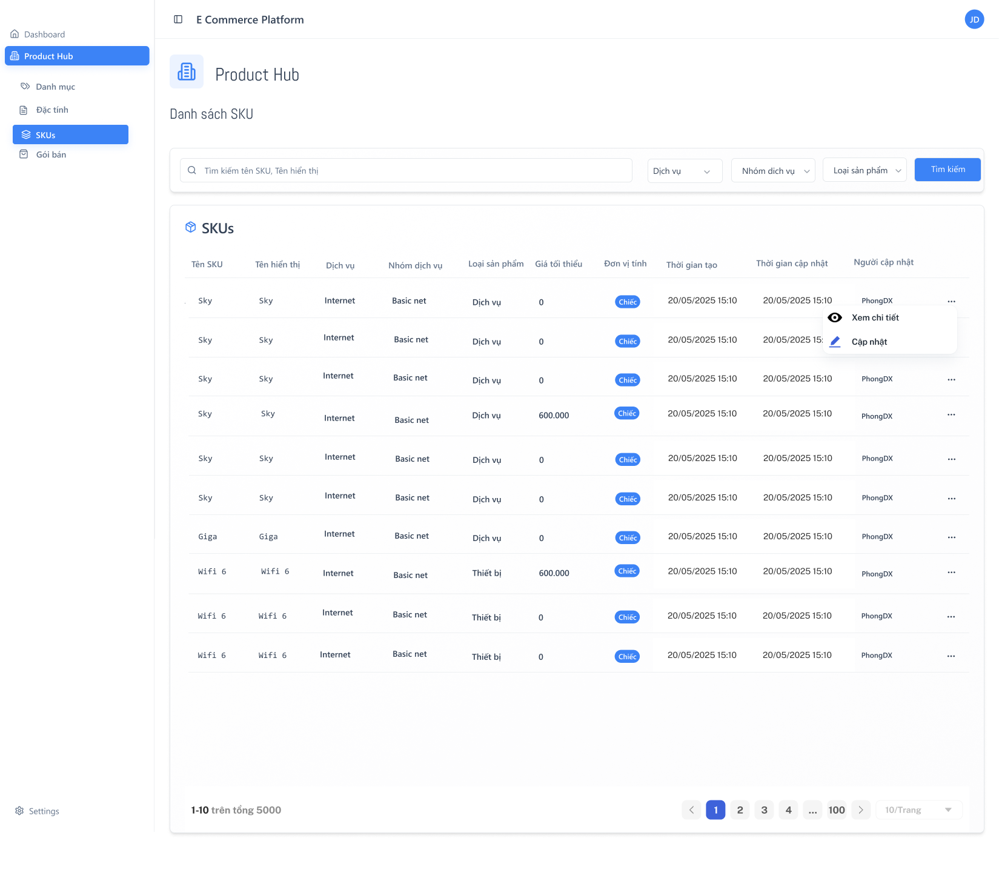 E Commerce Platform
JD
Dashboard
Product Hub
Danh mục
Đặc tính
SKUs
Gói bán
Settings
Product Hub
Danh sách SKU
Tìm kiếm tên SKU, Tên hiển thị
Dịch vụ
Nhóm dich vụ
Loại sản phẩm
Tìm kiếm
SKUs
Tên SKU Tên hiển thị Dịch vụ Nhóm dịch vụ Loại sản phẩm Giá tối thiểu Đơn vị tính Thời gian tạo Thời gian cập nhật Người cập nhật
Sky Sky Internet Basic net Dịch vụ 0 Chiếc 20/05/2025 15:10 20/05/2025 15:10 PhongDX ...
Xem chi tiết
Sky Sky Internet Basic net Dịch vụ 0 Chiếc 20/05/2025 15:10 20/05/2025 15:
Cập nhật
Sky Sky Internet Basic net Dịch vụ 0 Chiếc 20/05/2025 15:10 20/05/2025 15:10 PhongDX ...
Sky Sky Internet Basic net Dịch vụ 600.000 Chiếc 20/05/2025 15:10 20/05/2025 15:10 PhongDX ...
Sky Sky Internet Basic net Dịch vụ 0 Chiếc 20/05/2025 15:10 20/05/2025 15:10 PhongDX ...
Sky Sky Internet Basic net Dịch vụ 0 Chiếc 20/05/2025 15:10 20/05/2025 15:10 PhongDX ...
Giga Giga Internet Basic net Dịch vụ 0 Chiếc 20/05/2025 15:10 20/05/2025 15:10 PhongDX ...
Wifi 6 Wifi 6 Internet Basic net Thiết bị 600.000 Chiếc 20/05/2025 15:10 20/05/2025 15:10 PhongDX ...
Wifi 6 Wifi 6 Internet Basic net Thiết bị 0 Chiếc 20/05/2025 15:10 20/05/2025 15:10 PhongDX ...
Wifi 6 Wifi 6 Internet Basic net Thiết bị 0 Chiếc 20/05/2025 15:10 20/05/2025 15:10 PhongDX ...
1-10 trên tổng 5000
1 2 3 4 ... 100 10/Trang